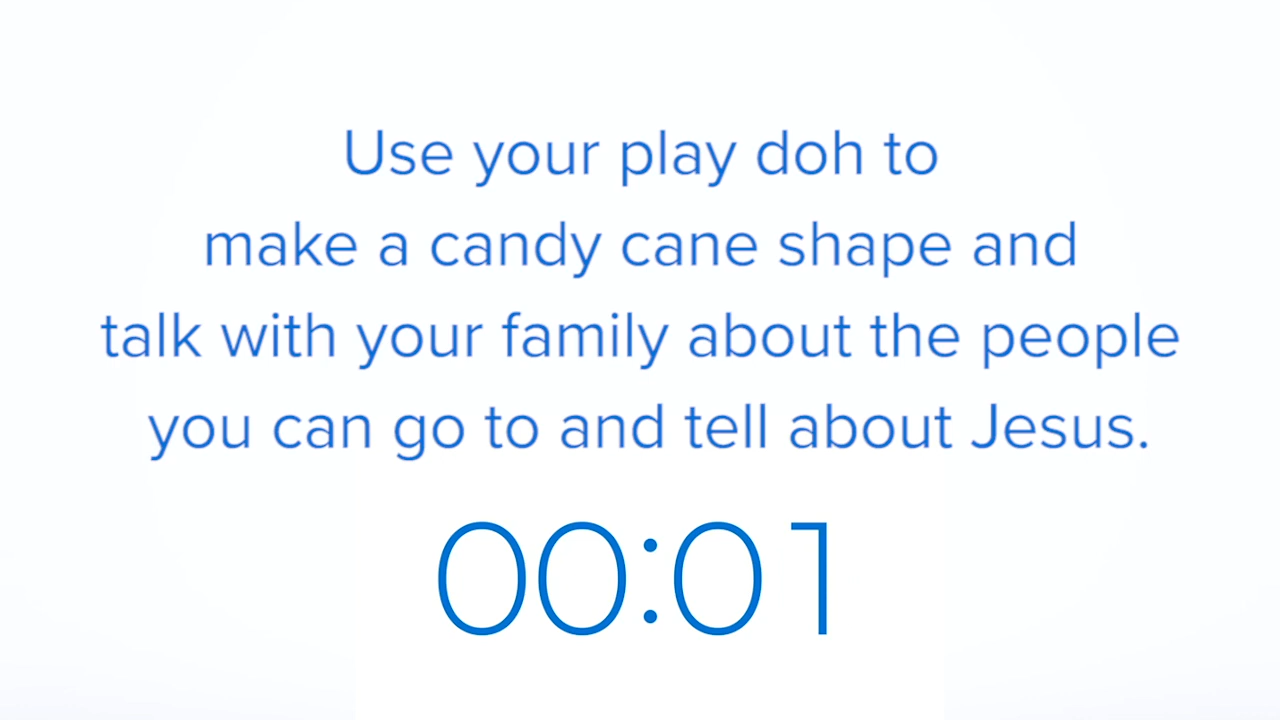 Use your play doh to
make a candy cane shape and
talk with your family about the people
you can go to and tell about Jesus.
00:01